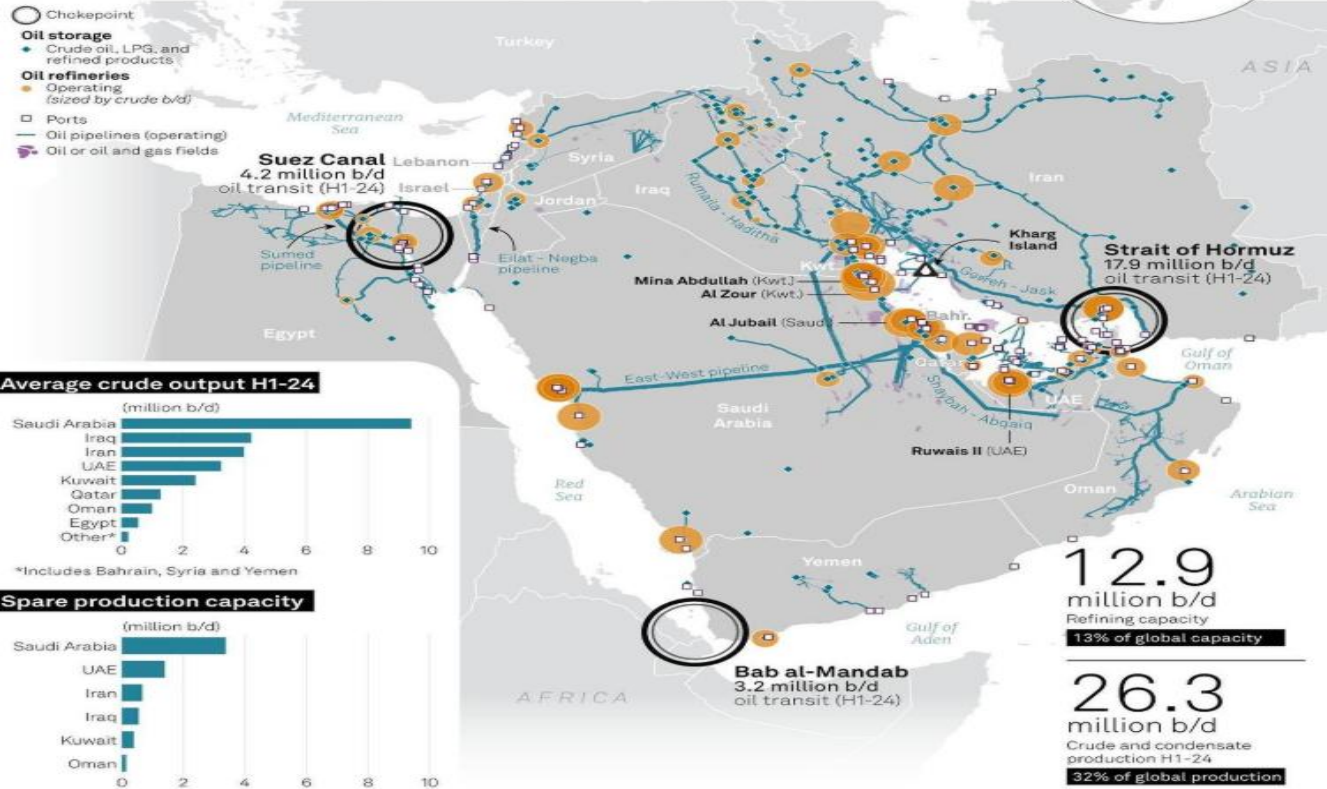 Chokepoint
Oil storage
Crude oil, LPG, and
refined products
Oil refineries
Operating
(sized by crude b/d)
Ports
Oil pipelines (operating)
Oil or oil and gas fields
Turkey
ASIA
Mediterranean
Sea
Suez Canal
4.2 million b/d
oil transit (H1-24)
Lebanon
Israel
Syria
Jordan
Iraq
Iran
Rumaila - Haditha
Sumed
pipeline
Eilat - Negba
pipeline
Egypt
Kwt.
Kharg
Island
Goreh - Jask
Strait of Hormuz
17.9 million b/d
oil transit (H1-24)
Mina Abdullah (Kwt.)
Al Zour (Kwt.)
Al Jubail (Saudi)
Bahr.
Qatar
Gulf of
Oman
East-West pipeline
Shaybah - Abqaiq
UAE
Saudi
Arabia
Ruwais II (UAE)
Red
Sea
Oman
Arabian
Sea
Yemen
Gulf of
Aden
AFRICA
Bab al-Mandab
3.2 million b/d
oil transit (H1-24)
Average crude output H1-24
(million b/d)
Saudi Arabia
Iraq
Iran
UAE
Kuwait
Qatar
Oman
Egypt
Other*
0 2 4 6 8 10
*Includes Bahrain, Syria and Yemen
Spare production capacity
(million b/d)
Saudi Arabia
UAE
Iran
Iraq
Kuwait
Oman
0 2 4 6 8 10
12.9
million b/d
Refining capacity
13% of global capacity
26.3
million b/d
Crude and condensate
production H1-24
32% of global production